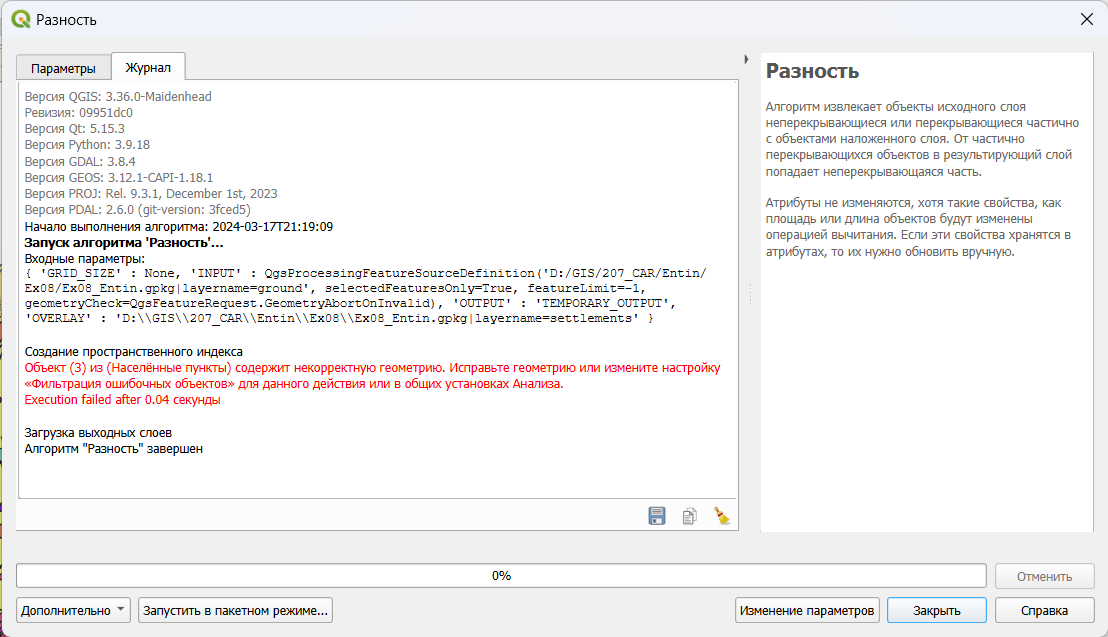 Разность
Параметры
Журнал
Версия QGIS: 3.36.0-Maidenhead
Ревизия: 09951dc0
Версия Qt: 5.15.3
Версия Python: 3.9.18
Версия GDAL: 3.8.4
Версия GEOS: 3.12.1-CAPI-1.18.1
Версия PROJ: Rel. 9.3.1, December 1st, 2023
Версия PDAL: 2.6.0 (git-version: 3fced5)
Начало выполнения алгоритма: 2024-03-17T21:19:09
Запуск алгоритма 'Разность'...
Входные параметры:
{ 'GRID_SIZE' : None, 'INPUT' : QgsProcessingFeatureSourceDefinition('D:/GIS/207_CAR/Entin/
Ex08/Ex08_Entin.gpkg|layername=ground', selectedFeaturesOnly=True, featureLimit=-1,
geometryCheck=QgsFeatureRequest.GeometryAbortOnInvalid), 'OUTPUT' : 'TEMPORARY_OUTPUT',
'OVERLAY' : 'D:\\GIS\\207_CAR\\Entin\\Ex08\\Ex08_Entin.gpkg|layername=settlements' }
Создание пространственного индекса
Объект (3) из (Населённые пункты) содержит некорректную геометрию. Исправьте геометрию или измените настройку
«Фильтрация ошибочных объектов» для данного действия или в общих установках Анализа.
Execution failed after 0.04 секунды
Загрузка выходных слоев
Алгоритм "Разность" завершен
Разность
Алгоритм извлекает объекты исходного слоя
неперекрывающиеся или перекрывающиеся частично
с объектами наложенного слоя. От частично
перекрывающихся объектов в результирующий слой
попадает неперекрывающаяся часть.
Атрибуты не изменяются, хотя такие свойства, как
площадь или длина объектов будут изменены
операцией вычитания. Если эти свойства хранятся в
атрибутах, то их нужно обновить вручную.
0%
Отменить
Дополнительно
Запустить в пакетном режиме...
Изменение параметров
Закрыть
Справка